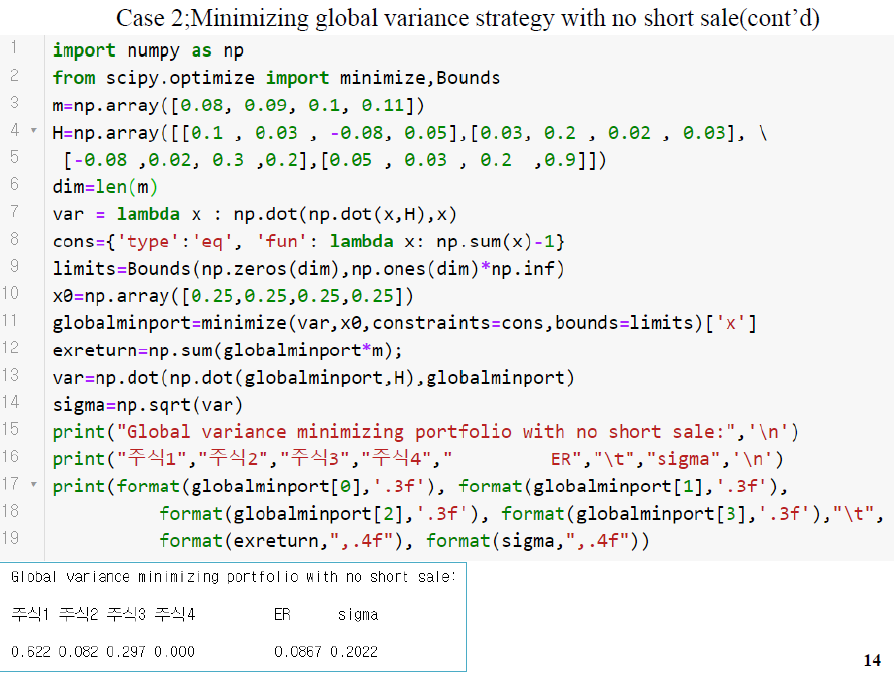 Case 2;Minimizing global variance strategy with no short sale(cont’d)
1 import numpy as np
2 from scipy.optimize import minimize,Bounds
3 m=np.array([0.08, 0.09, 0.1, 0.11])
4 H=np.array([[0.1 , 0.03 , -0.08, 0.05],[0.03, 0.2 , 0.02 , 0.03], \
5 [-0.08 ,0.02, 0.3 ,0.2],[0.05 , 0.03 , 0.2 ,0.9]])
6 dim=len(m)
7 var = lambda x : np.dot(np.dot(x,H),x)
8 cons={'type':'eq', 'fun': lambda x: np.sum(x)-1}
9 limits=Bounds(np.zeros(dim),np.ones(dim)*np.inf)
10 x0=np.array([0.25,0.25,0.25,0.25])
11 globalminport=minimize(var,x0,constraints=cons,bounds=limits)['x']
12 exreturn=np.sum(globalminport*m);
13 var=np.dot(np.dot(globalminport,H),globalminport)
14 sigma=np.sqrt(var)
15 print("Global variance minimizing portfolio with no short sale:",'\n')
16 print("주식1","주식2","주식3","주식4","         ER","\t","sigma",'\n')
17 print(format(globalminport[0],'.3f'), format(globalminport[1],'.3f'),
18 format(globalminport[2],'.3f'), format(globalminport[3],'.3f'),"\t",
19 format(exreturn,",.4f"), format(sigma,",.4f"))
Global variance minimizing portfolio with no short sale:
주식1 주식2 주식3 주식4 ER sigma
0.622 0.082 0.297 0.000 0.0867 0.2022
14